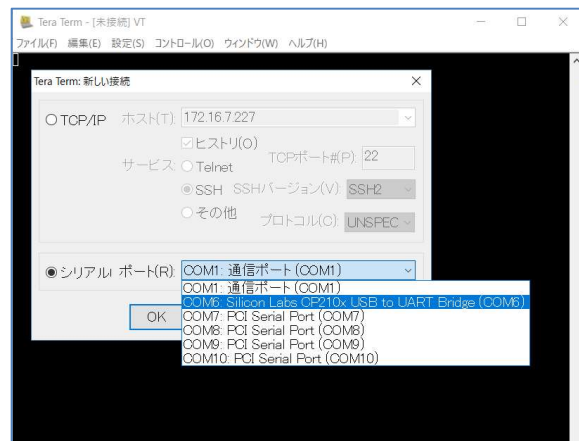 Tera Term - [未接続] VT
ファイル(F) 編集(E) 設定(S) コントロール(O) ウィンドウ(W) ヘルプ(H)
Tera Term: 新しい接続
TCP/IP ホスト(T): 172.16.7.227
ヒストリ(O)
サービス: Telnet TCPポート#(P): 22
SSH SSHバージョン(V): SSH2
その他 プロトコル(C): UNSPEC
シリアル ポート(R): COM1: 通信ポート (COM1)
COM1: 通信ポート (COM1)
COM6: Silicon Labs CP210x USB to UART Bridge (COM6)
OK COM7: PCI Serial Port (COM7)
COM8: PCI Serial Port (COM8)
COM9: PCI Serial Port (COM9)
COM10: PCI Serial Port (COM10)